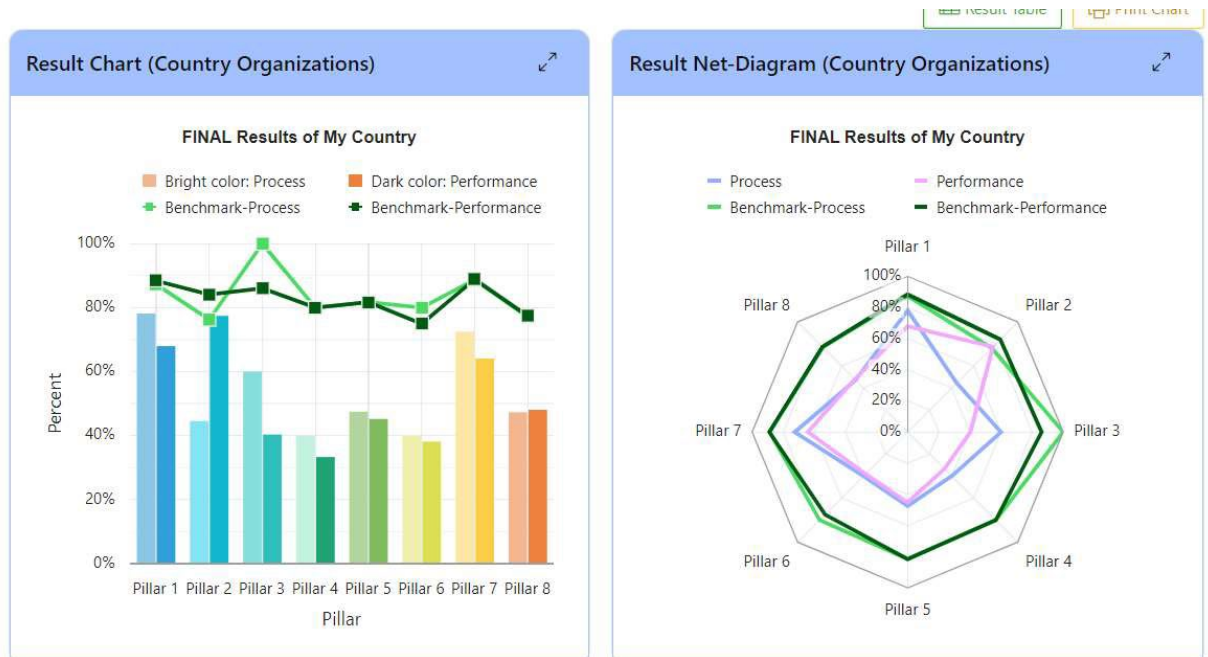 Result Table Print Chart
Result Chart (Country Organizations)
FINAL Results of My Country
Bright color: Process Dark color: Performance
Benchmark-Process Benchmark-Performance
100%
80%
60%
40%
20%
0%
Percent
Pillar 1 Pillar 2 Pillar 3 Pillar 4 Pillar 5 Pillar 6 Pillar 7 Pillar 8
Pillar
Result Net-Diagram (Country Organizations)
FINAL Results of My Country
Process Performance
Benchmark-Process Benchmark-Performance
Pillar 1
100%
Pillar 8 80% Pillar 2
60%
40%
20%
Pillar 7 0% Pillar 3
Pillar 6 Pillar 4
Pillar 5